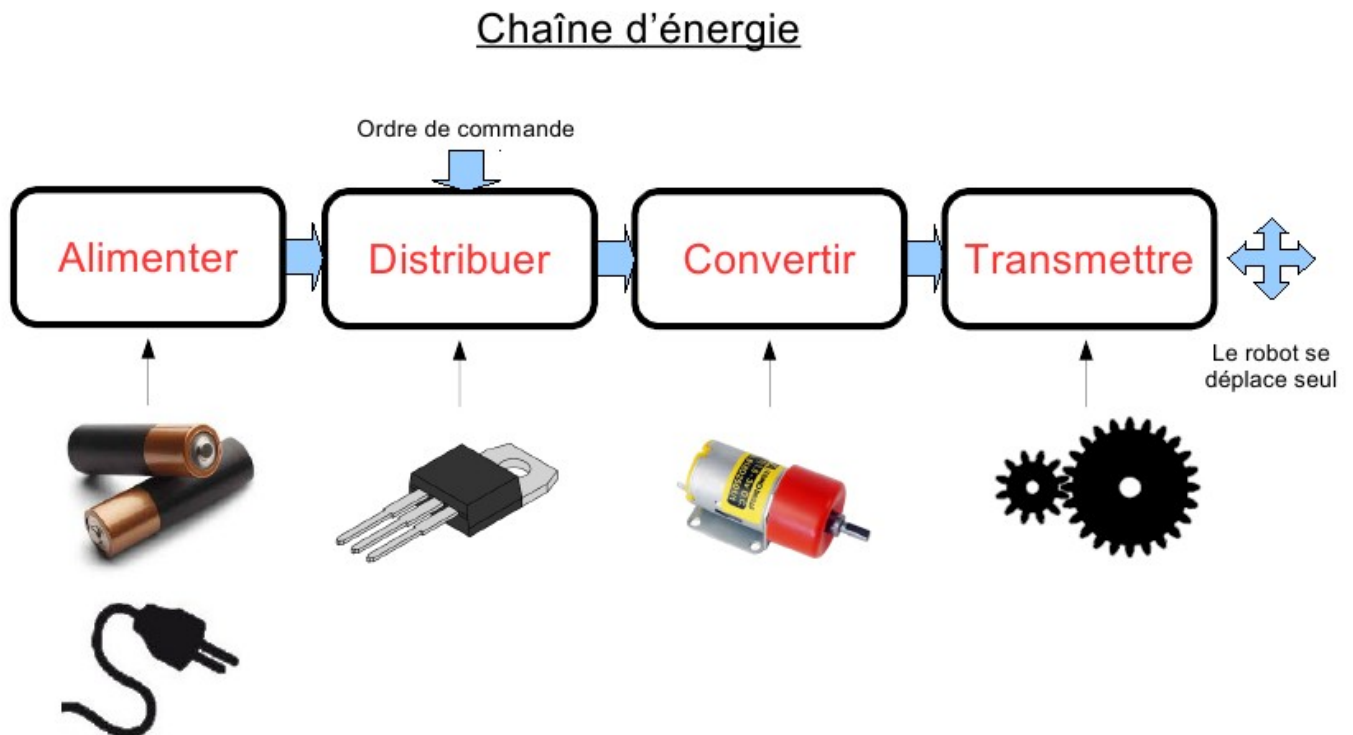 Chaîne d'énergie
Ordre de commande
Alimenter
Distribuer
Convertir
Transmettre
Le robot se
déplace seul